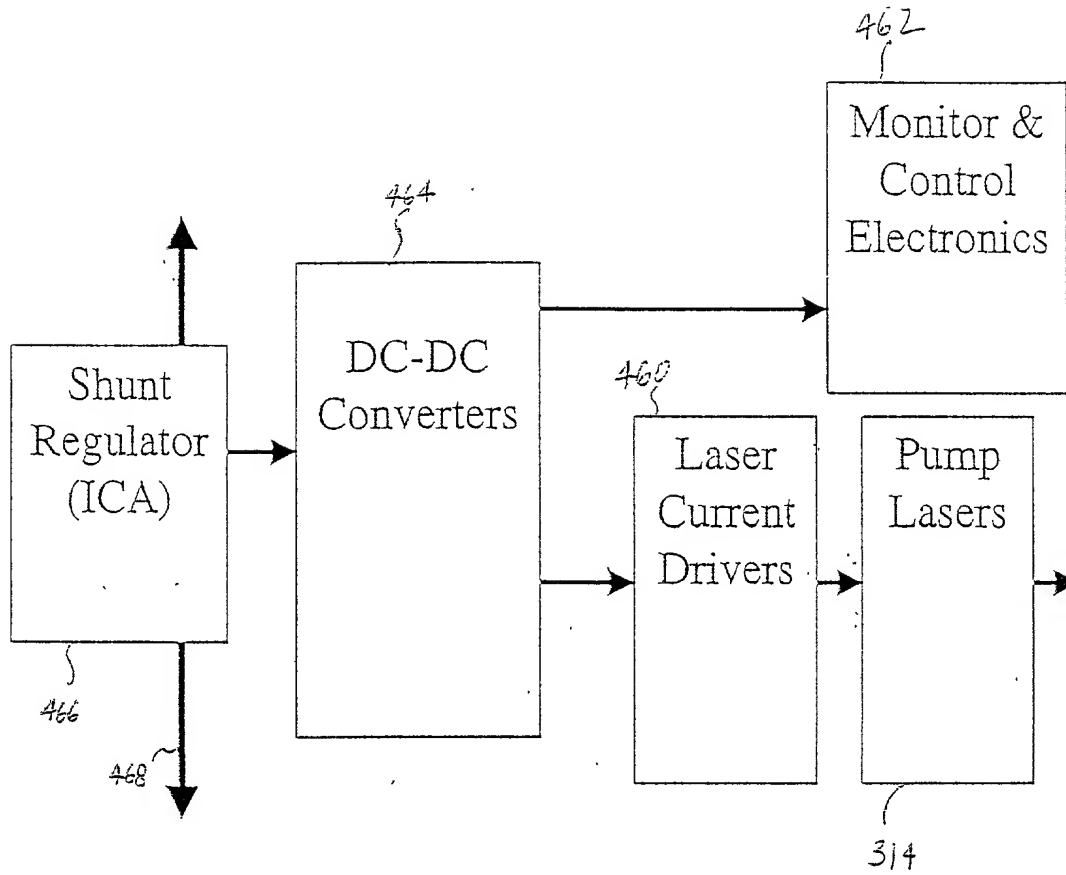 462
Monitor &
Control
Electronics
464
DC-DC
Converters
Shunt
Regulator
(ICA)
460
Laser
Current
Drivers
Pump
Lasers
466
468
314